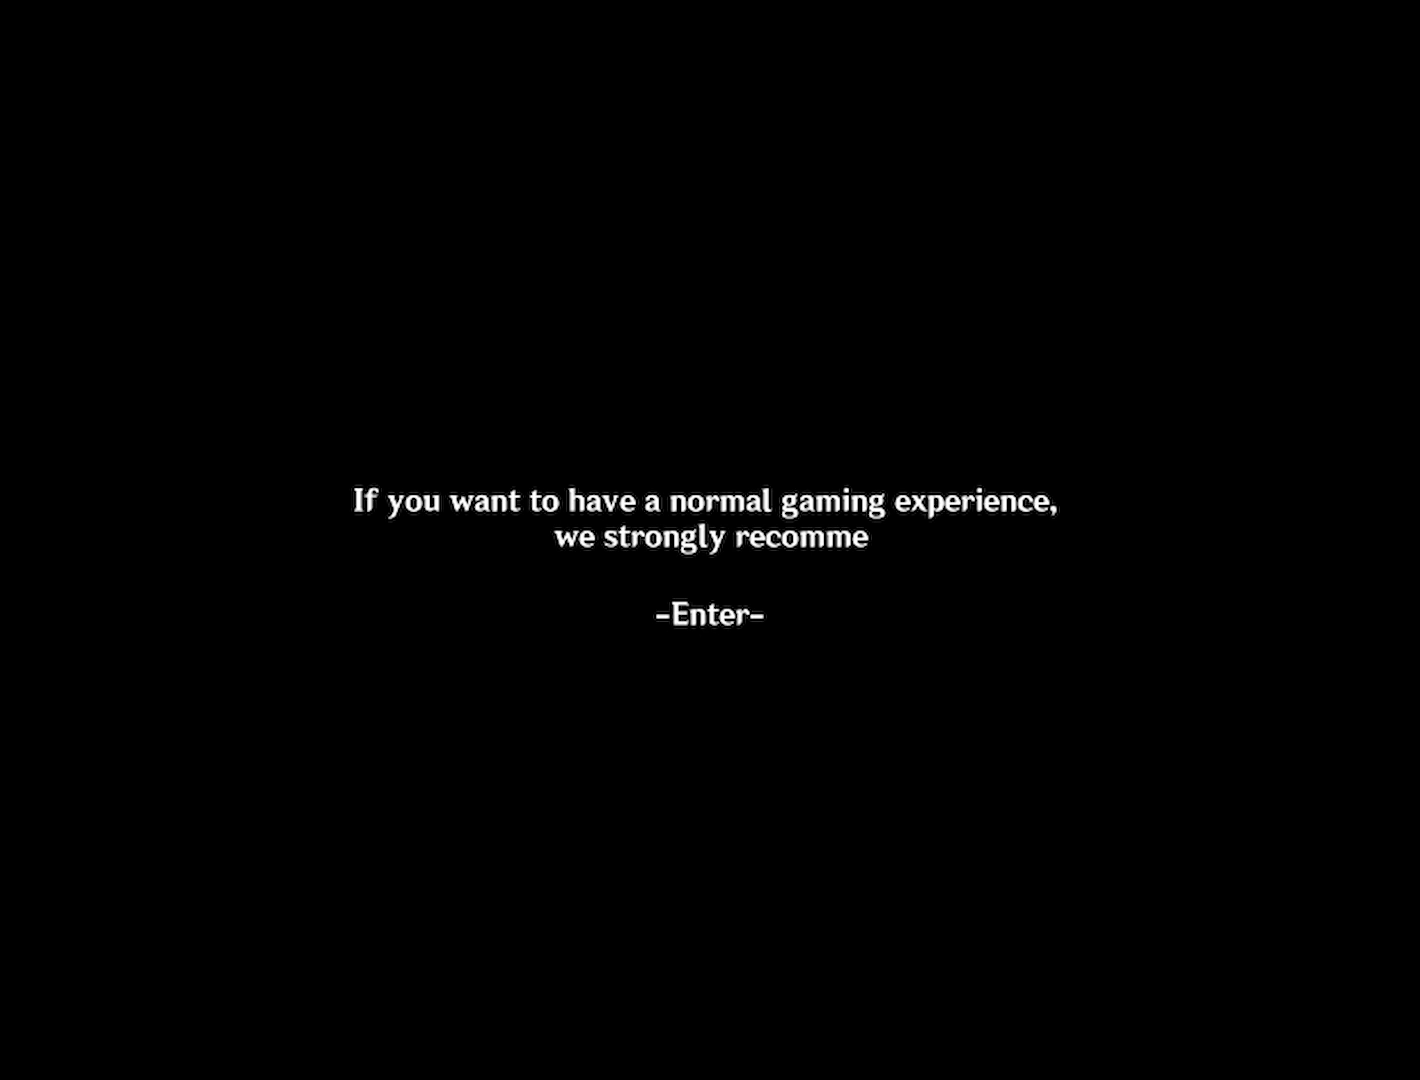 If you want to have a normal gaming experience,
we strongly recomme
-Enter-